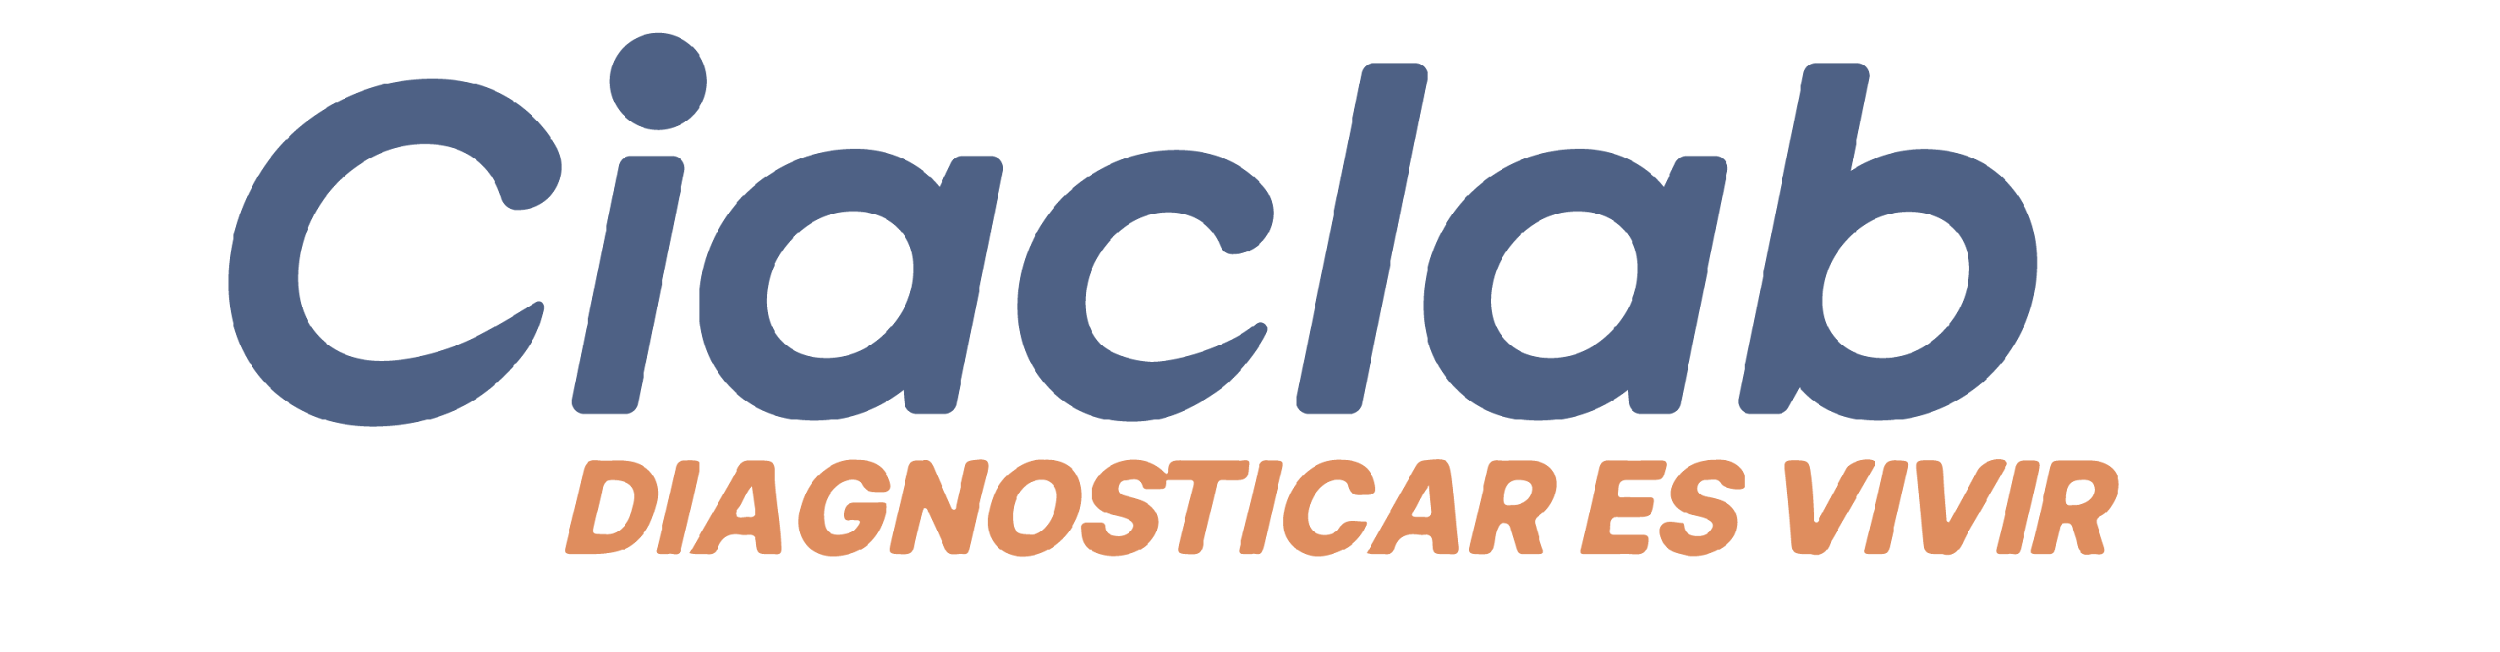 Ciaclab
DIAGNOSTICAR ES VIVIR